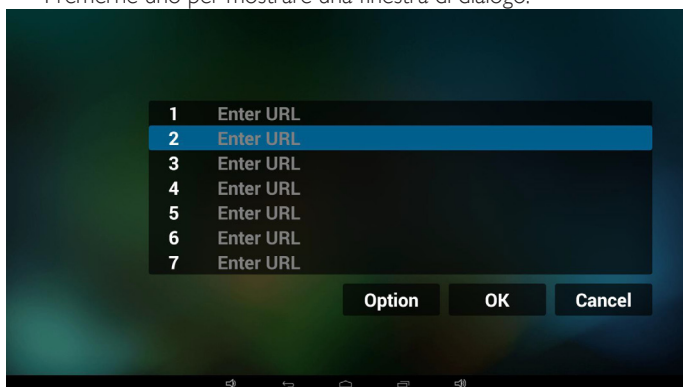 Premerne uno per mostrare una finestra di dialogo.
1 Enter URL
2 Enter URL
3 Enter URL
4 Enter URL
5 Enter URL
6 Enter URL
7 Enter URL
Option OK Cancel